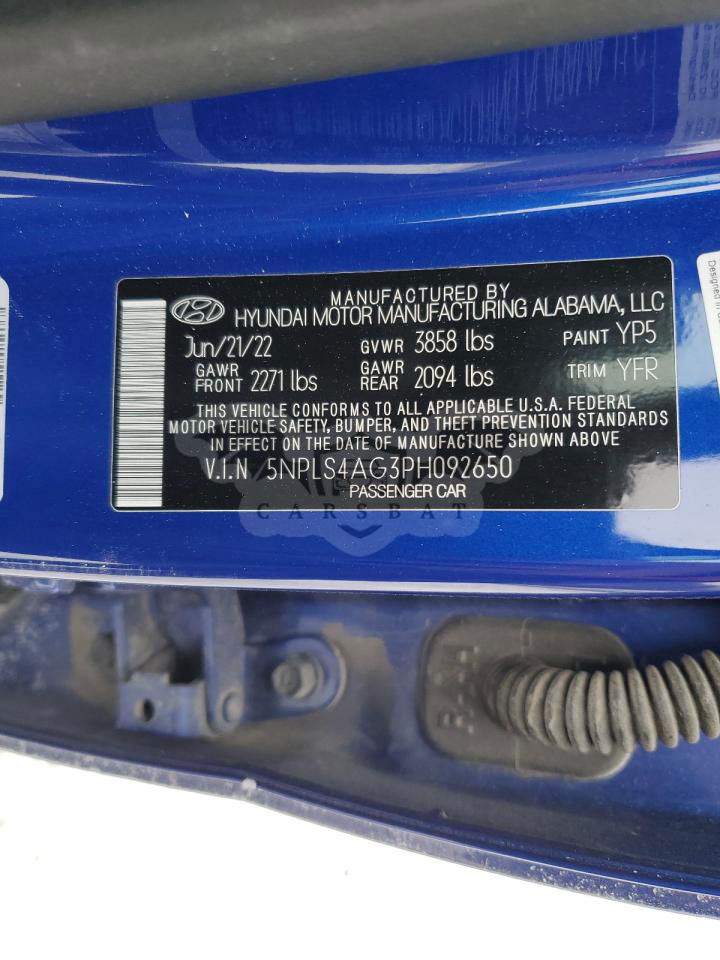 MANUFACTURED BY
HYUNDAI MOTOR MANUFACTURING ALABAMA, LLC
Jun/21/22 GVWR 3858 lbs PAINT YP5
GAWR FRONT 2271 lbs GAWR REAR 2094 lbs TRIM YFR
THIS VEHICLE CONFORMS TO ALL APPLICABLE U.S.A. FEDERAL
MOTOR VEHICLE SAFETY, BUMPER, AND THEFT PREVENTION STANDARDS
IN EFFECT ON THE DATE OF MANUFACTURE SHOWN ABOVE
V.I.N 5NPLS4AG3PH092650
PASSENGER CAR
CARSBAT
Designed in